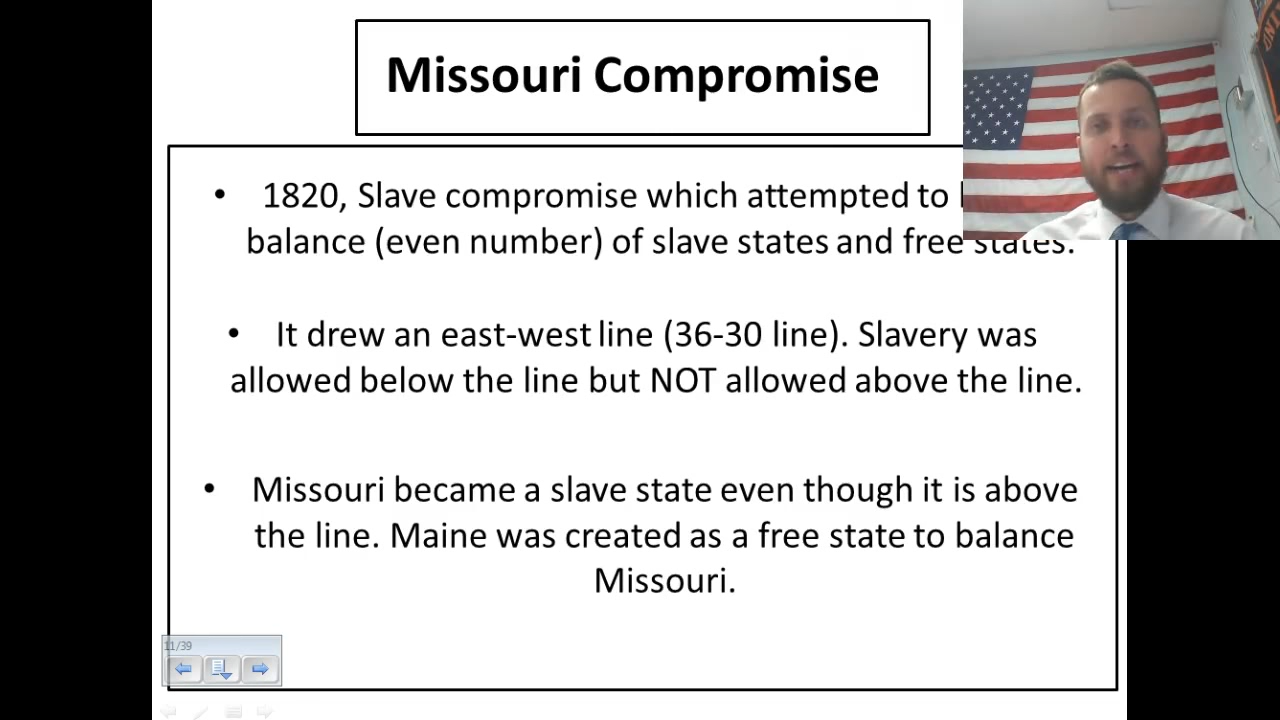 Missouri Compromise
• 1820, Slave compromise which attempted to
balance (even number) of slave states and free states.
• It drew an east-west line (36-30 line). Slavery was
allowed below the line but NOT allowed above the line.
• Missouri became a slave state even though it is above
the line. Maine was created as a free state to balance
Missouri.
11/39